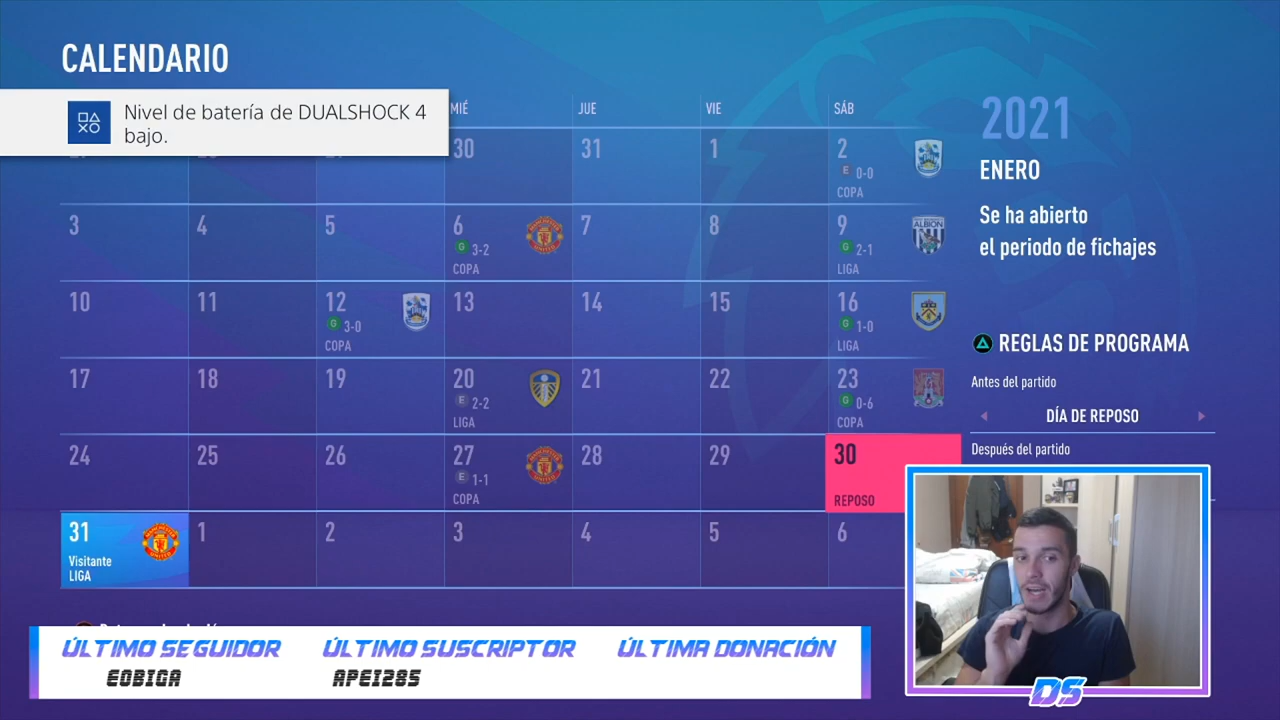 CALENDARIO
Nivel de batería de DUALSHOCK 4
bajo.
MIÉ JUE VIE SÁB
30 31 1 2
E 0-0
COPA
3 4 5 6 7 8 9
G 3-2 G 2-1
COPA LIGA
ALBION
10 11 12 13 14 15 16
G 3-0 G 1-0
COPA LIGA
17 18 19 20 21 22 23
E 2-2 G 0-6
LIGA COPA
24 25 26 27 28 29 30
E 1-1
COPA REPOSO
31 1 2 3 4 5 6
Visitante
LIGA
2021
ENERO
Se ha abierto
el periodo de fichajes
REGLAS DE PROGRAMA
Antes del partido
DÍA DE REPOSO
Después del partido
ÚLTIMO SEGUIDOR ÚLTIMO SUSCRIPTOR ÚLTIMA DONACIÓN
EOBIGA APEI285
DS